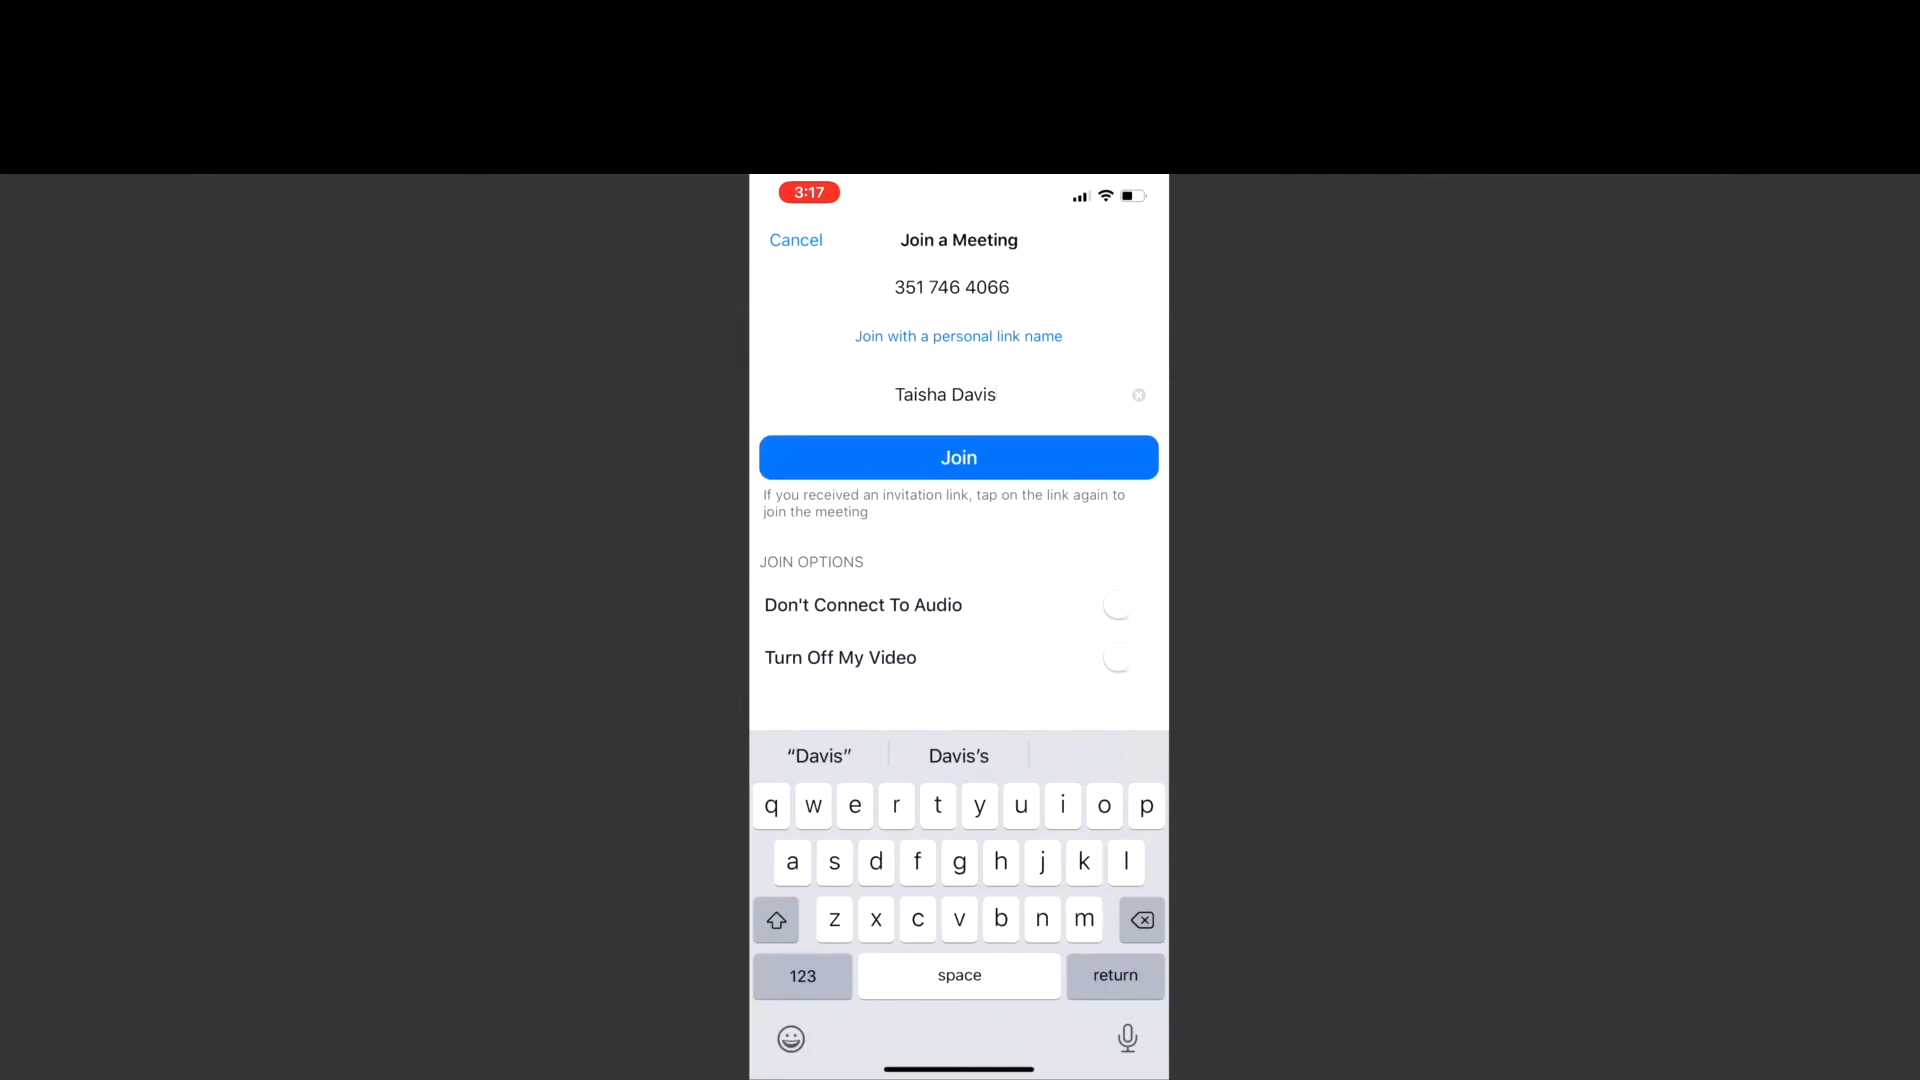 3:17
Cancel
Join a Meeting
351 746 4066
Join with a personal link name
Taisha Davis
Join
If you received an invitation link, tap on the link again to
join the meeting
JOIN OPTIONS
Don't Connect To Audio
Turn Off My Video
“Davis” Davis’s
q w e r t y u i o p
a s d f g h j k l
z x c v b n m
123 space return